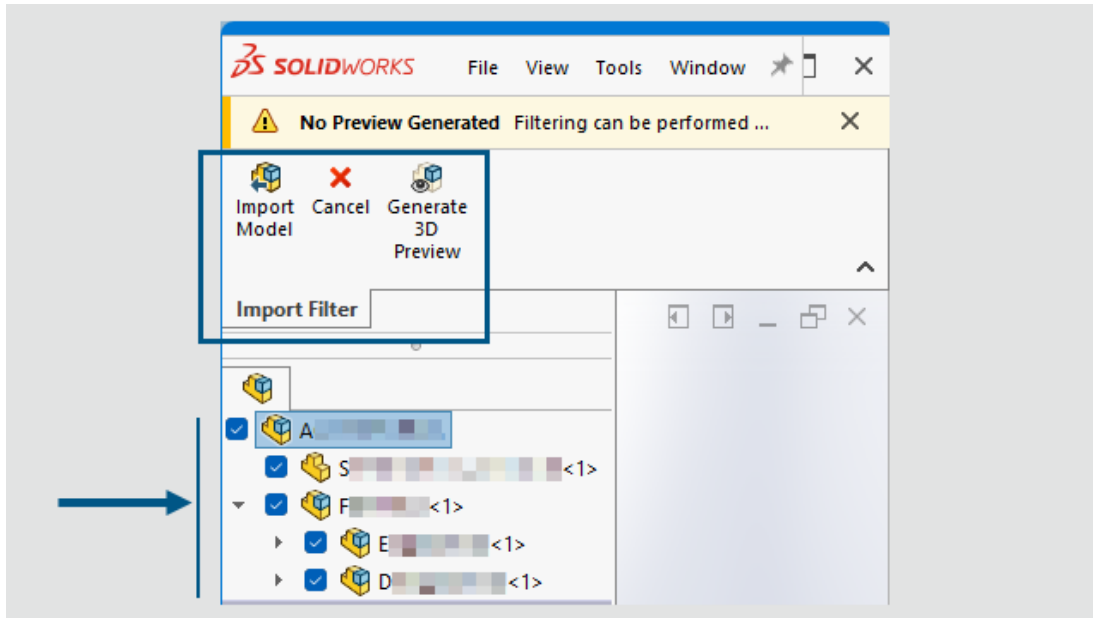 SOLIDWORKS File View Tools Window
No Preview Generated Filtering can be performed ...
Import Model Cancel Generate 3D Preview
Import Filter
A
S <1>
F <1>
E <1>
D <1>